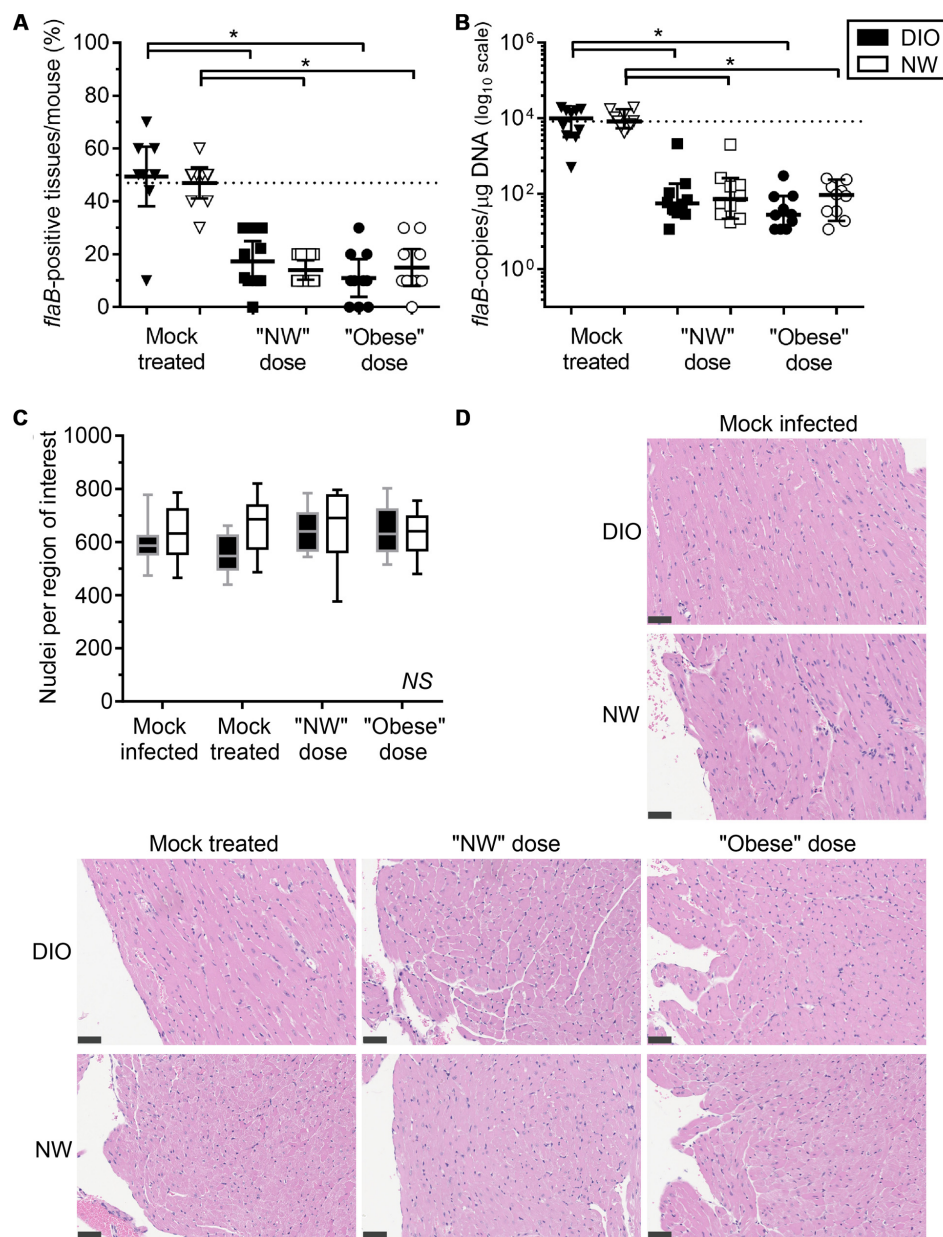 A
flaB-positive tissues/mouse (%)
100
80
60
40
20
0
*
*
Mock treated
"NW" dose
"Obese" dose
B
flaB-copies/µg DNA (log10 scale)
10^6
10^4
10^2
10^0
*
*
Mock treated
"NW" dose
"Obese" dose
DIO
NW
C
Nuclei per region of interest
1000
800
600
400
200
0
NS
Mock infected
Mock treated
"NW" dose
"Obese" dose
D
Mock infected
DIO
NW
Mock treated
"NW" dose
"Obese" dose
DIO
NW